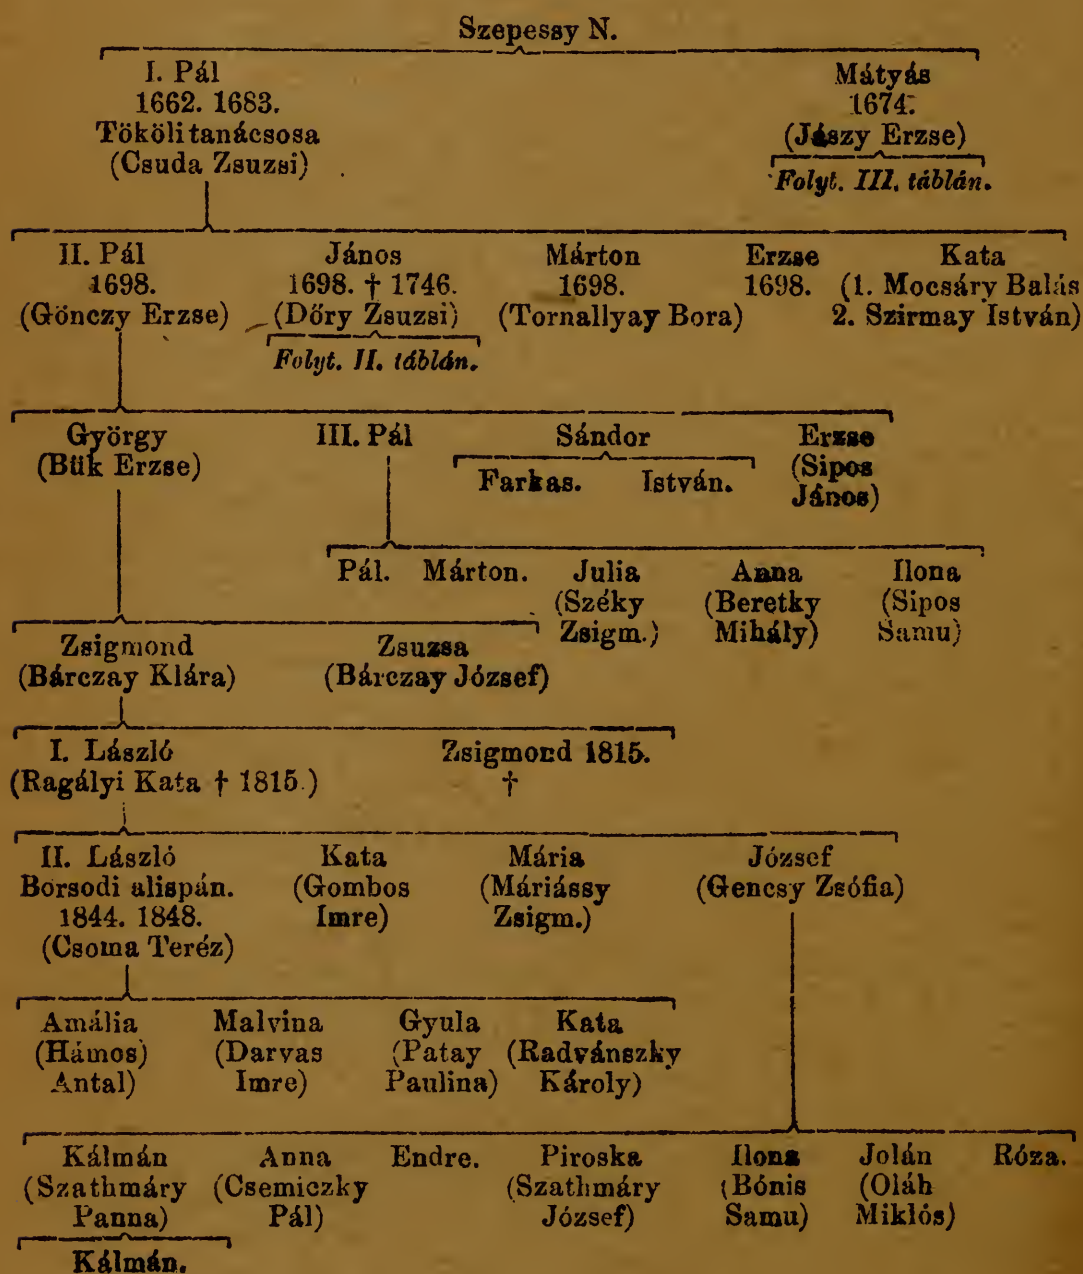 Szepessy N.
I. Pál Mátyás
1662. 1683. 1674.
Tököli tanácsosa (Jászy Erzse)
(Csuda Zsuzsi) Folyt. III. táblán.
II. Pál János Márton Erzse Kata
1698. 1698. † 1746. 1698. 1698. (1. Mocsáry Balás
(Gönczy Erzse) (Dőry Zsuzsi) (Tornallyay Bora) 2. Szirmay István)
Folyt. II. táblán.
György III. Pál Sándor Erzse
(Bük Erzse) Farkas. István. (Sipos
János)
Pál. Márton. Julia Anna Ilona
(Széky (Beretky (Sipos
Zsigm.) Mihály) Samu)
Zsigmond Zsuzsa
(Bárczay Klára) (Bárczay József)
I. László Zsigmond 1815.
(Ragályi Kata † 1815.) †
II. László Kata Mária József
Borsodi alispán. (Gombos (Máriássy (Gencsy Zsófia)
1844. 1848. Imre) Zsigm.)
(Csoma Teréz)
Amália Malvina Gyula Kata
(Hámos) (Darvas (Patay (Radvánszky
Antal) Imre) Paulina) Károly)
Kálmán Anna Endre. Piroska Ilona Jolán Róza.
(Szathmáry (Csemiczky (Szathmáry (Bónis (Oláh
Panna) Pál) József) Samu) Miklós)
Kálmán.